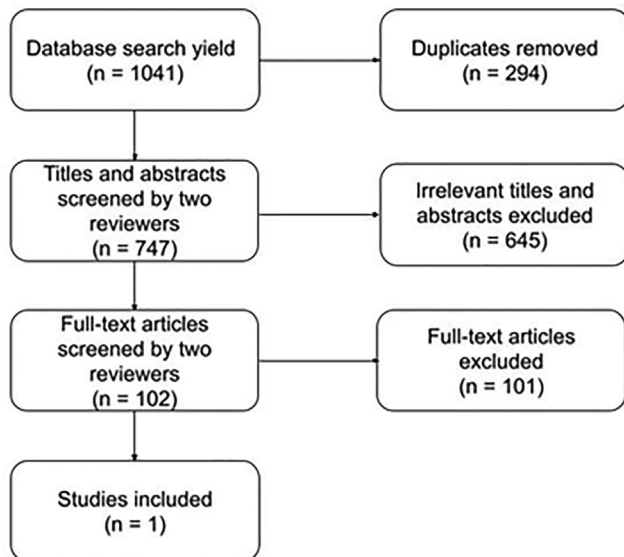 Database search yield
(n = 1041)
Duplicates removed
(n = 294)
Titles and abstracts
screened by two
reviewers
(n = 747)
Irrelevant titles and
abstracts excluded
(n = 645)
Full-text articles
screened by two
reviewers
(n = 102)
Full-text articles
excluded
(n = 101)
Studies included
(n = 1)